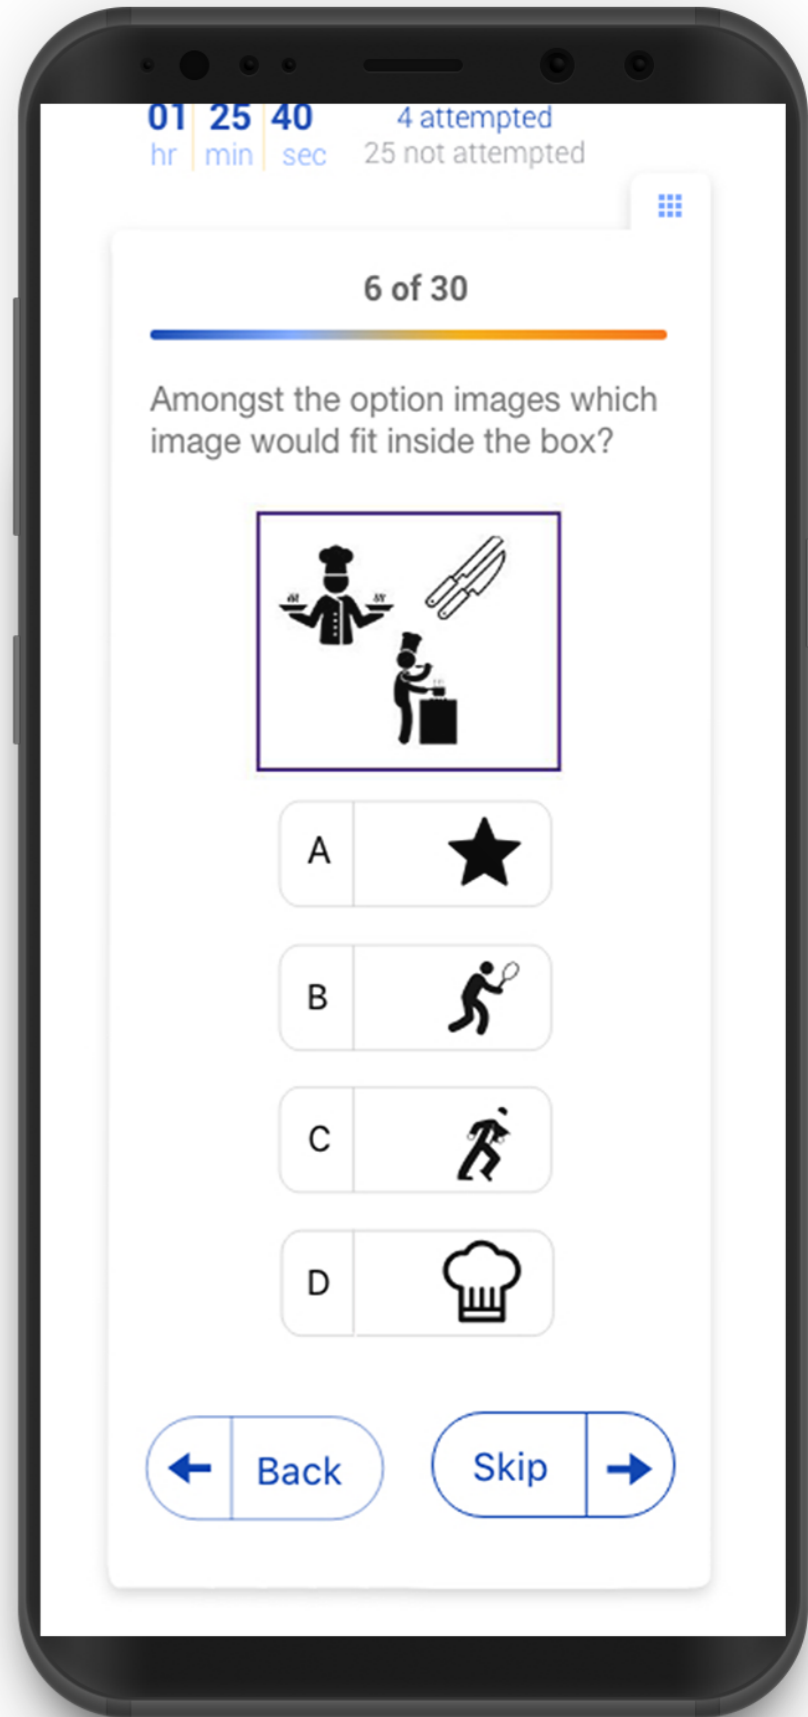 01 25 40 4 attempted
hr min sec 25 not attempted
6 of 30
Amongst the option images which
image would fit inside the box?
A
B
C
D
Back
Skip